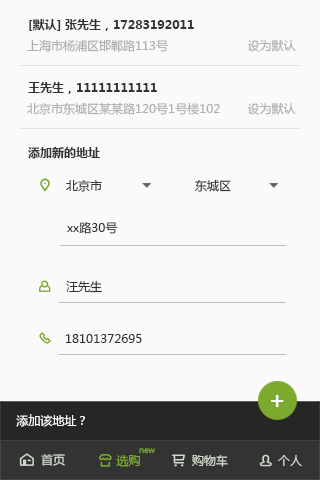 [默认] 张先生，17283192011
上海市杨浦区邯郸路113号 设为默认
王先生，11111111111
北京市东城区某某路120号1号楼102 设为默认
添加新的地址
北京市 东城区
xx路30号
汪先生
18101372695
+
添加该地址？
首页 选购 new 购物车 个人